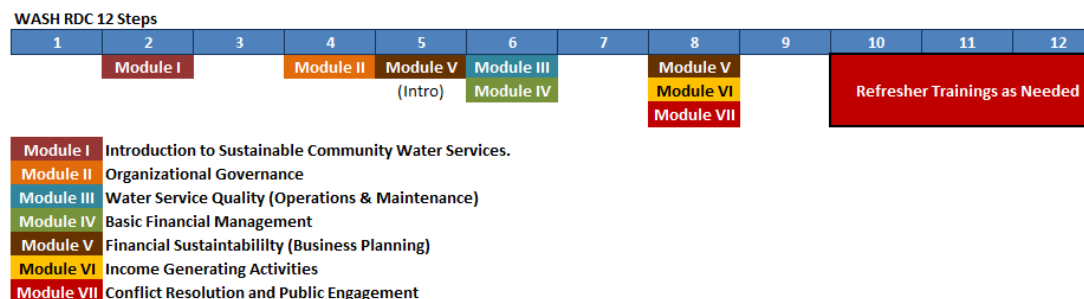 WASH RDC 12 Steps
1 2 3 4 5 6 7 8 9 10 11 12
Module I Module II Module V Module III Module V
(Intro) Module IV Module VI Refresher Trainings as Needed
Module VII
Module I Introduction to Sustainable Community Water Services.
Module II Organizational Governance
Module III Water Service Quality (Operations & Maintenance)
Module IV Basic Financial Management
Module V Financial Sustaintabililty (Business Planning)
Module VI Income Generating Activities
Module VII Conflict Resolution and Public Engagement